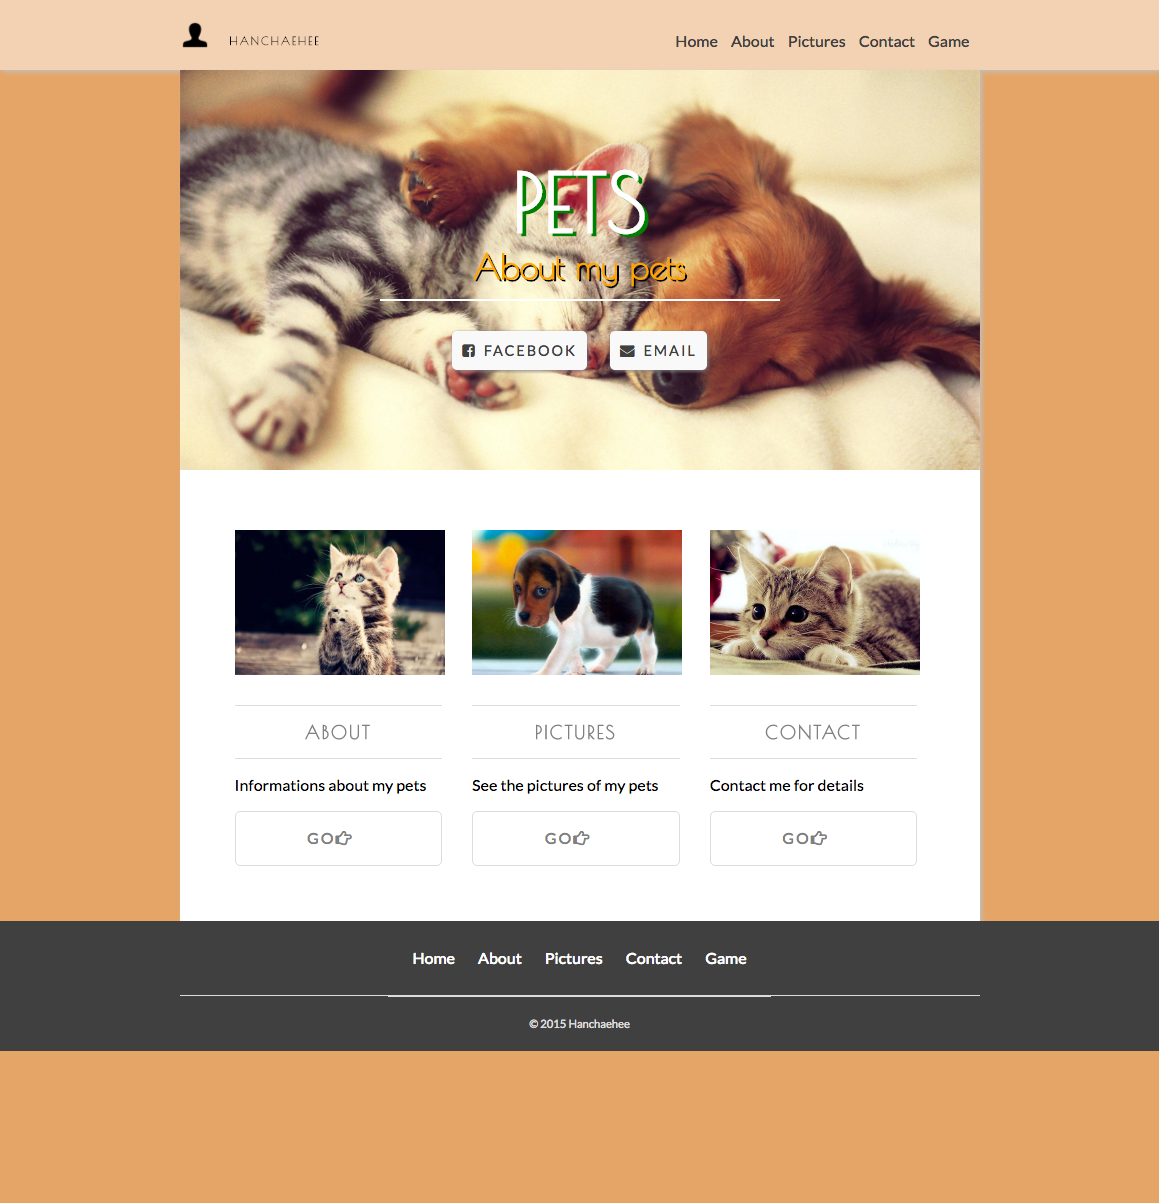 HANCHAEHEE
Home About Pictures Contact Game
PETS
About my pets
FACEBOOK EMAIL
ABOUT PICTURES CONTACT
Informations about my pets See the pictures of my pets Contact me for details
GO GO GO
Home About Pictures Contact Game
© 2015 Hanchaehee